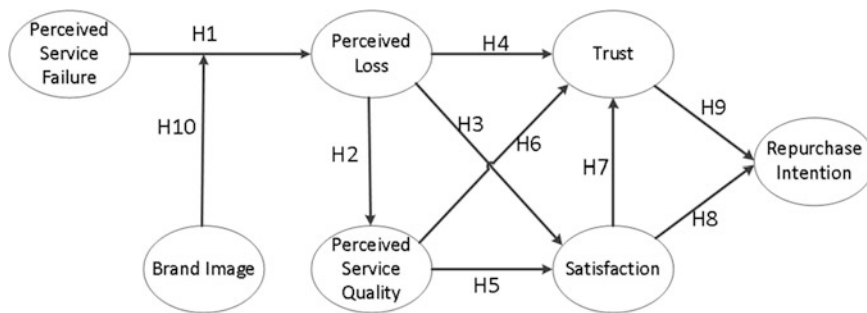 Perceived
Service
Failure
H1
Perceived
Loss
H4
Trust
H10
H2
H3
H6
H7
H9
Repurchase
Intention
Brand Image
Perceived
Service
Quality
H5
Satisfaction
H8